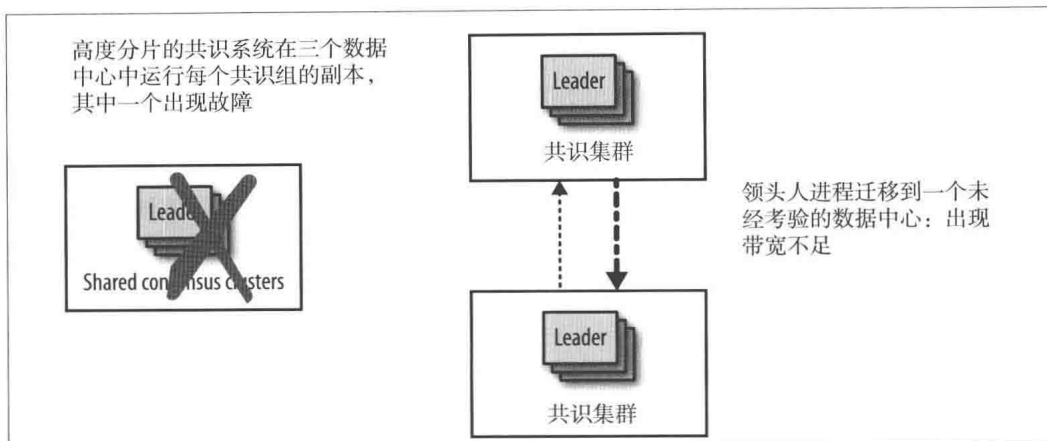 高度分片的共识系统在三个数据
中心中运行每个共识组的副本，
其中一个出现故障
Leader
Shared consensus clusters
Leader
共识集群
领头人进程迁移到一个未
经考验的数据中心：出现
带宽不足
Leader
共识集群